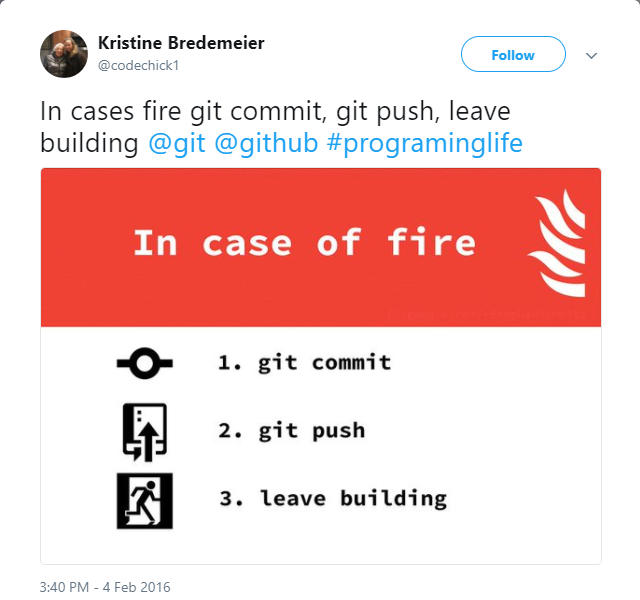 Kristine Bredemeier
@codechick1
Follow
In cases fire git commit, git push, leave
building @git @github #programinglife
In case of fire
1. git commit
2. git push
3. leave building
3:40 PM - 4 Feb 2016